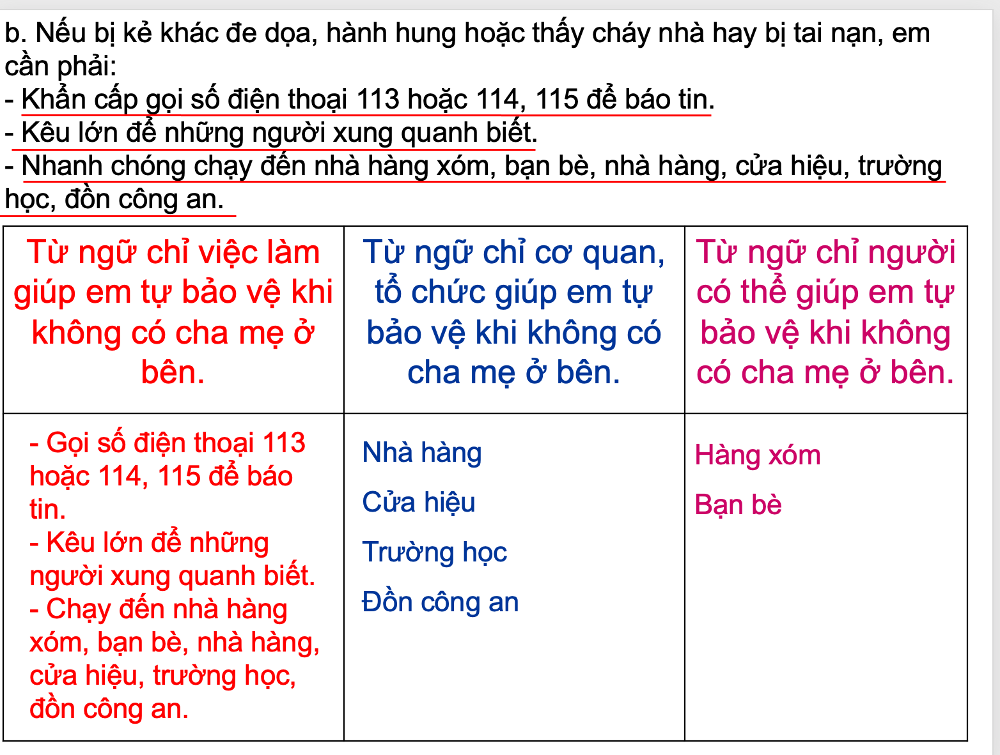 b. Nếu bị kẻ khác đe dọa, hành hung hoặc thấy cháy nhà hay bị tai nạn, em
cần phải:
- Khẩn cấp gọi số điện thoại 113 hoặc 114, 115 để báo tin.
- Kêu lớn để những người xung quanh biết.
- Nhanh chóng chạy đến nhà hàng xóm, bạn bè, nhà hàng, cửa hiệu, trường
học, đồn công an.
Từ ngữ chỉ việc làm
giúp em tự bảo vệ khi
không có cha mẹ ở
bên.
Từ ngữ chỉ cơ quan,
tổ chức giúp em tự
bảo vệ khi không có
cha mẹ ở bên.
Từ ngữ chỉ người
có thể giúp em tự
bảo vệ khi không
có cha mẹ ở bên.
- Gọi số điện thoại 113
hoặc 114, 115 để báo
tin.
- Kêu lớn để những
người xung quanh biết.
- Chạy đến nhà hàng
xóm, bạn bè, nhà hàng,
cửa hiệu, trường học,
đồn công an.
Nhà hàng
Cửa hiệu
Trường học
Đồn công an
Hàng xóm
Bạn bè